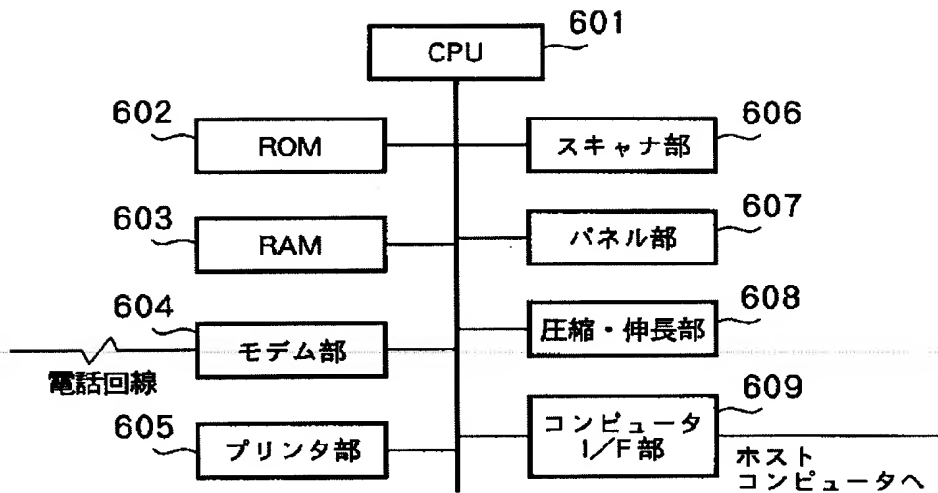 601
CPU
602
ROM
606
スキャナ部
603
RAM
607
パネル部
604
モデム部
電話回線
608
圧縮・伸長部
605
プリンタ部
609
コンピュータ
I/F部
ホスト
コンピュータへ